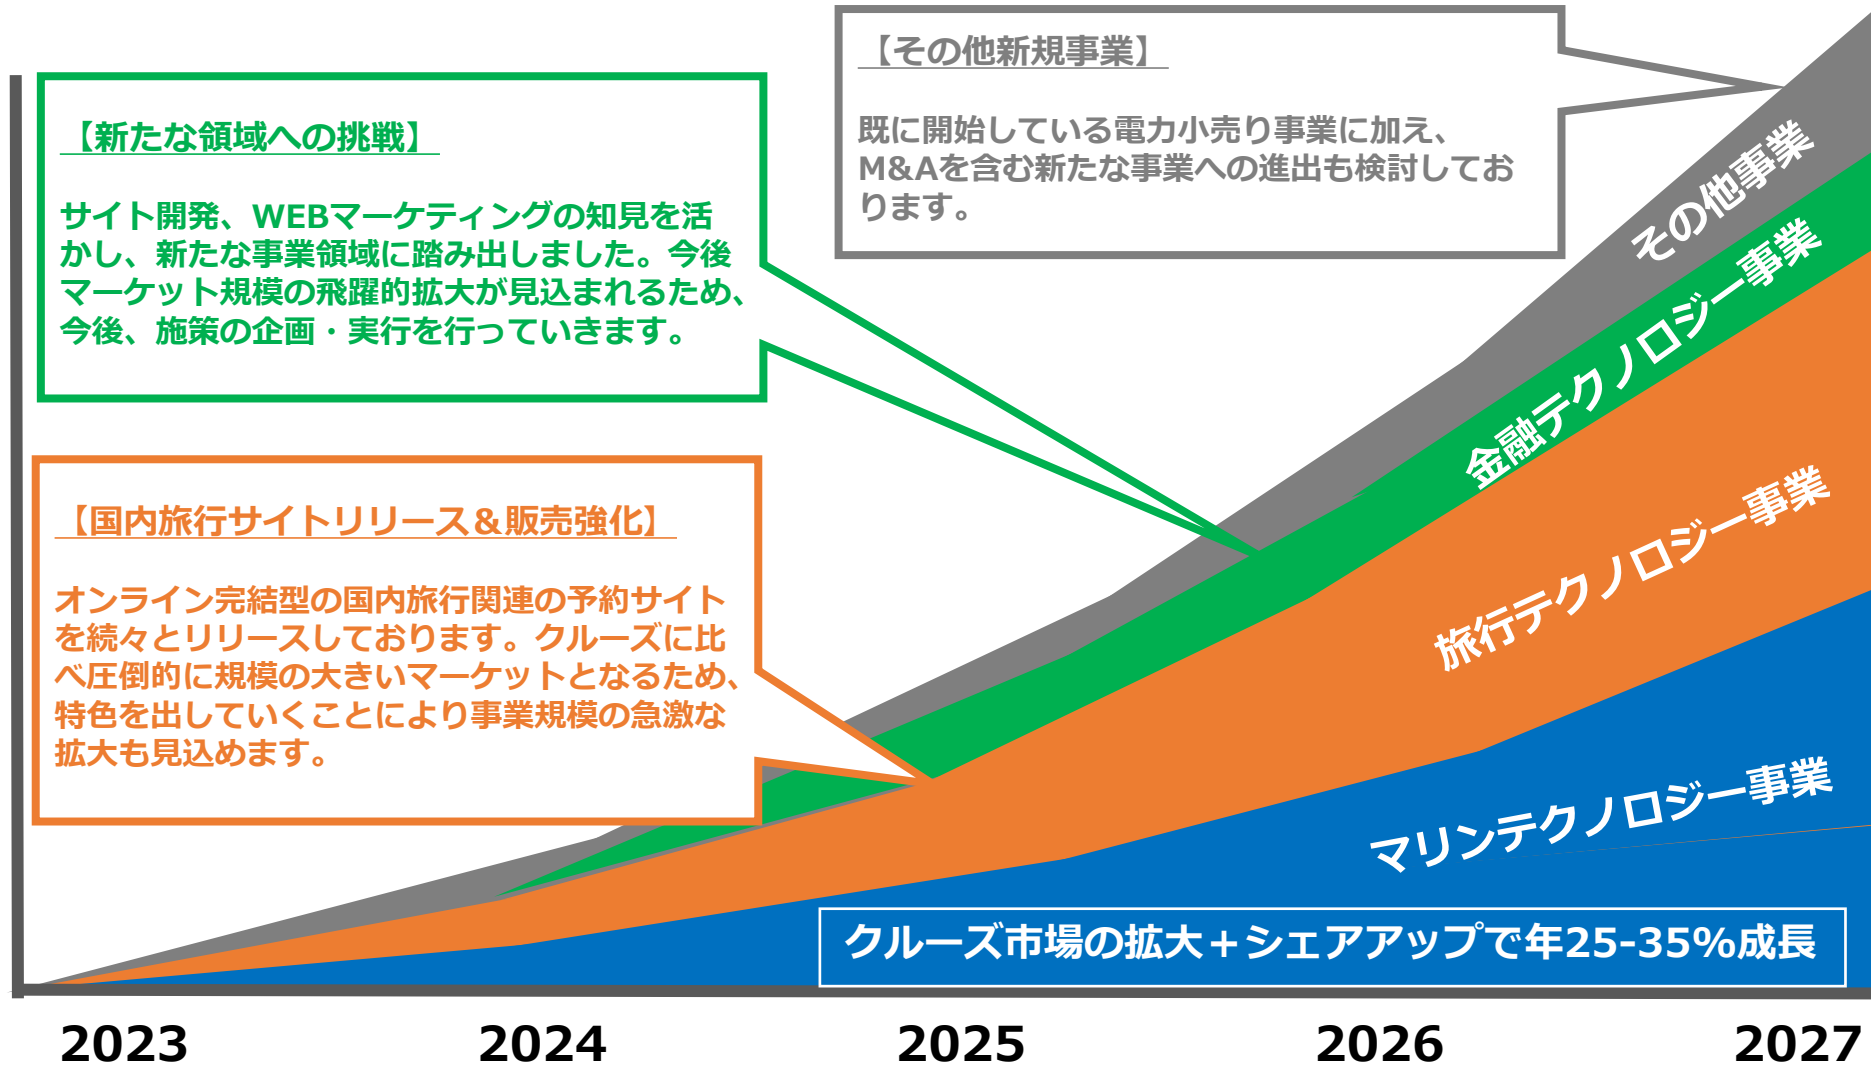 【その他新規事業】
既に開始している電力小売り事業に加え、
M&Aを含む新たな事業への進出も検討してお
ります。
【新たな領域への挑戦】
サイト開発、WEBマーケティングの知見を活
かし、新たな事業領域に踏み出しました。今後
マーケット規模の飛躍的拡大が見込まれるため、
今後、施策の企画・実行を行っていきます。
【国内旅行サイトリリース＆販売強化】
オンライン完結型の国内旅行関連の予約サイト
を続々とリリースしております。クルーズに比
べ圧倒的に規模の大きいマーケットとなるため、
特色を出していくことにより事業規模の急激な
拡大も見込めます。
その他事業
金融テクノロジー事業
旅行テクノロジー事業
マリンテクノロジー事業
クルーズ市場の拡大＋シェアアップで年25-35%成長
2023 2024 2025 2026 2027